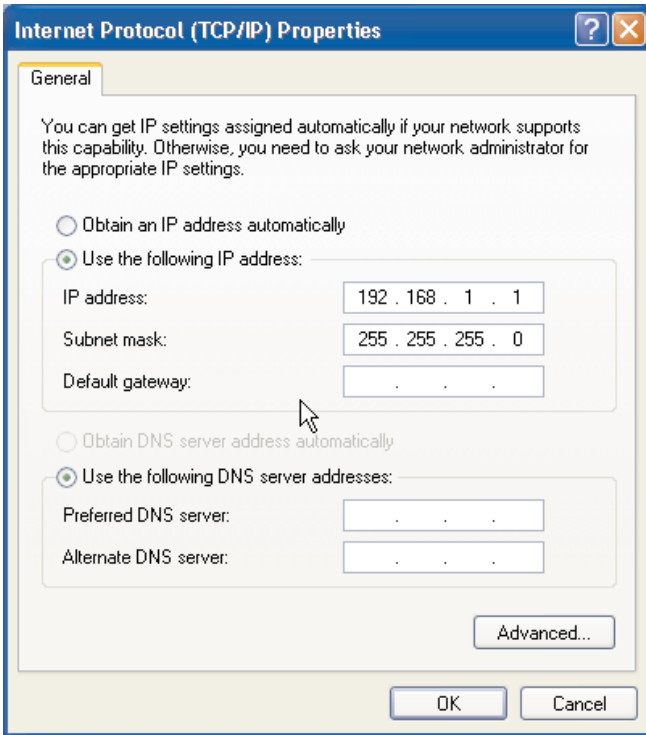 Internet Protocol (TCP/IP) Properties
General
You can get IP settings assigned automatically if your network supports
this capability. Otherwise, you need to ask your network administrator for
the appropriate IP settings.
Obtain an IP address automatically
Use the following IP address:
IP address: 192 . 168 . 1 . 1
Subnet mask: 255 . 255 . 255 . 0
Default gateway: . . .
Obtain DNS server address automatically
Use the following DNS server addresses:
Preferred DNS server: . . .
Alternate DNS server: . . .
Advanced...
OK Cancel